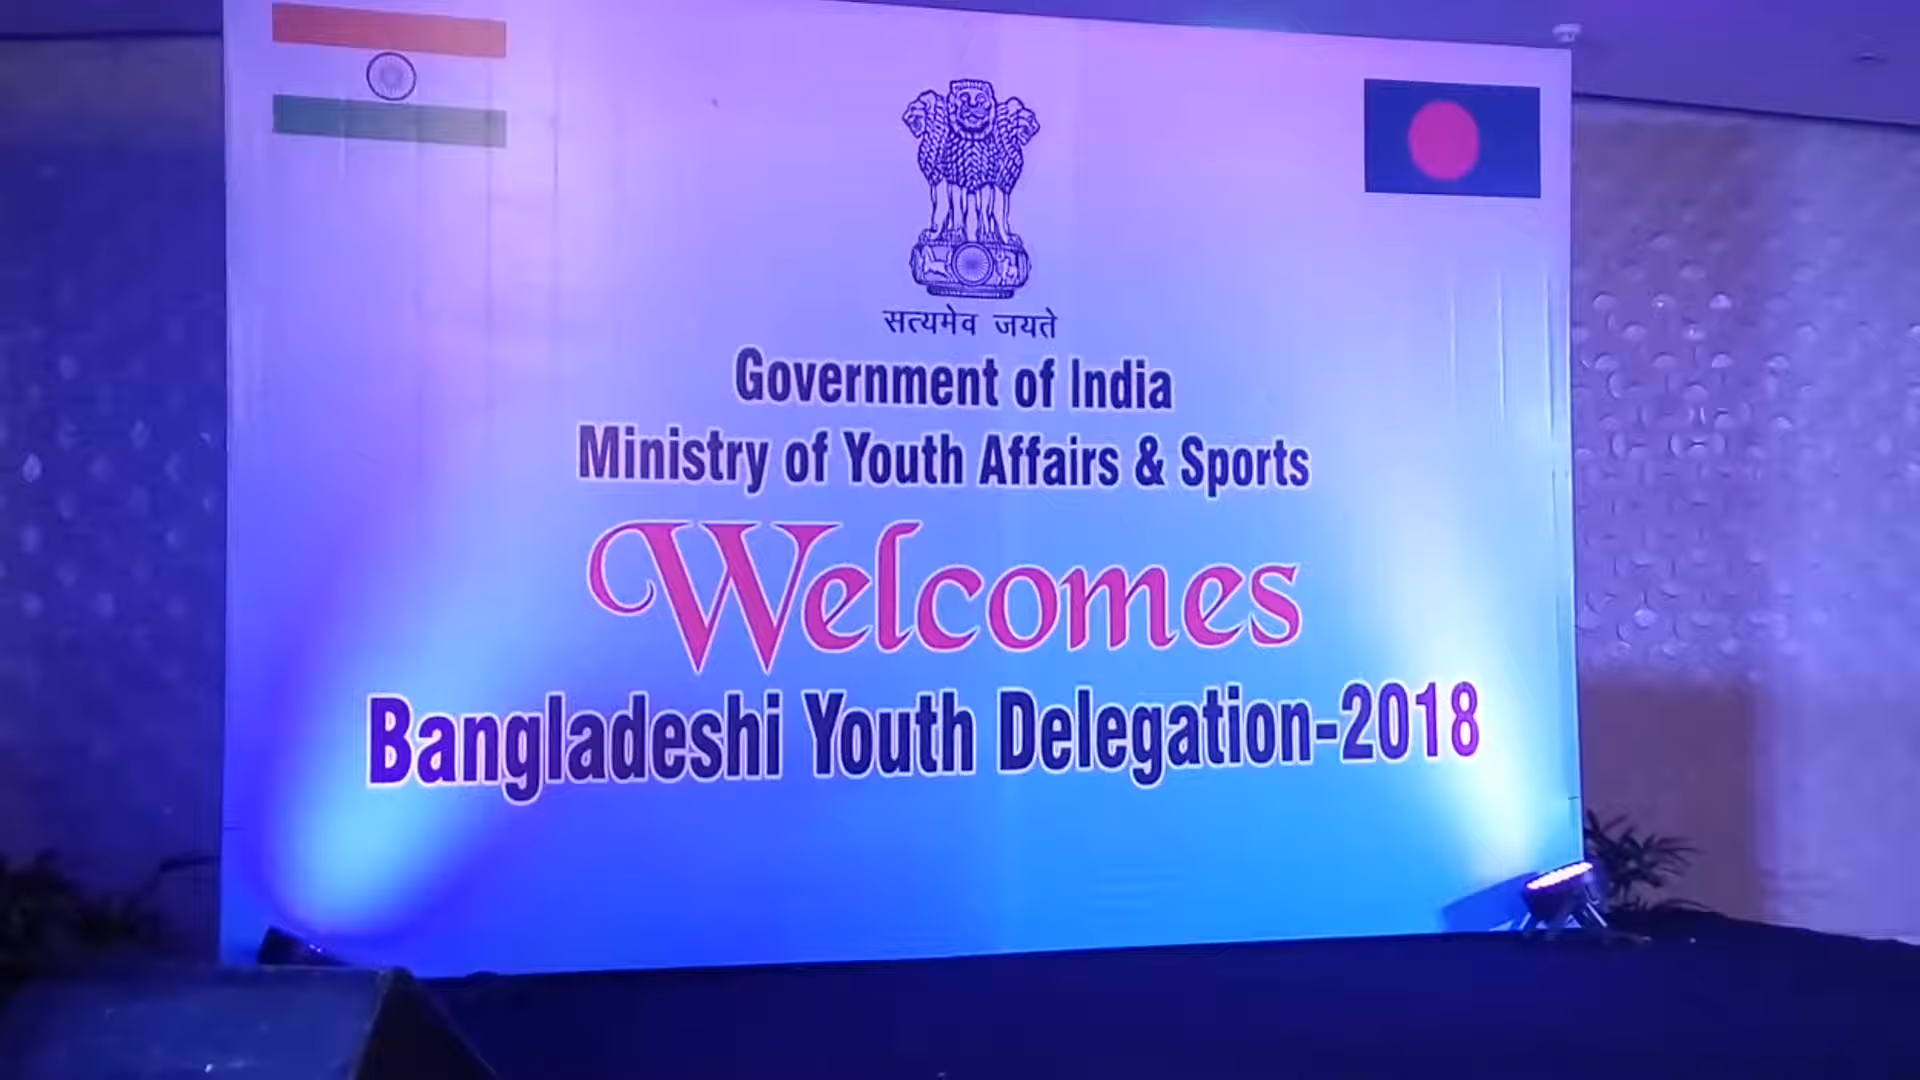 सत्यमेव जयते
Government of India
Ministry of Youth Affairs & Sports
Welcomes
Bangladeshi Youth Delegation-2018